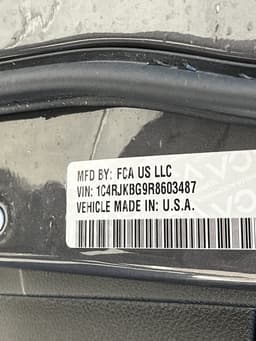 MFD BY: FCA US LLC
VIN: 1C4RJKBG9R8603487
VEHICLE MADE IN: U.S.A.